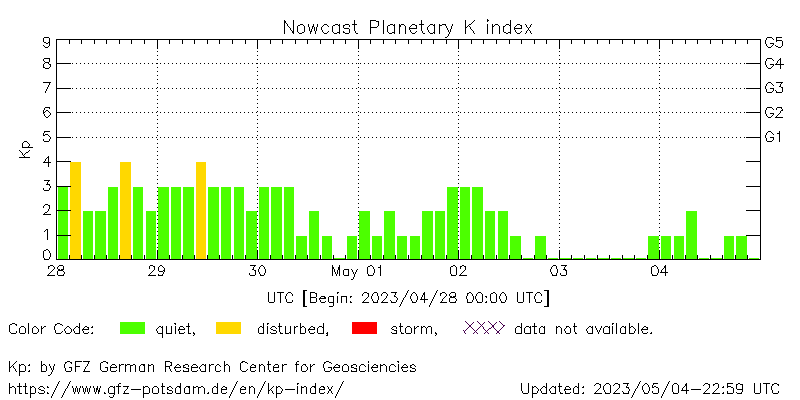 Nowcast Planetary K index
9 G5
8 G4
7 G3
6 G2
5 G1
4
3
2
1
0
Kp
28 29 30 May 01 02 03 04
UTC [Begin: 2023/04/28 00:00 UTC]
Color Code: quiet, disturbed, storm, data not available.
Kp: by GFZ German Research Center for Geosciencies
https://www.gfz-potsdam.de/en/kp-index/ Updated: 2023/05/04-22:59 UTC